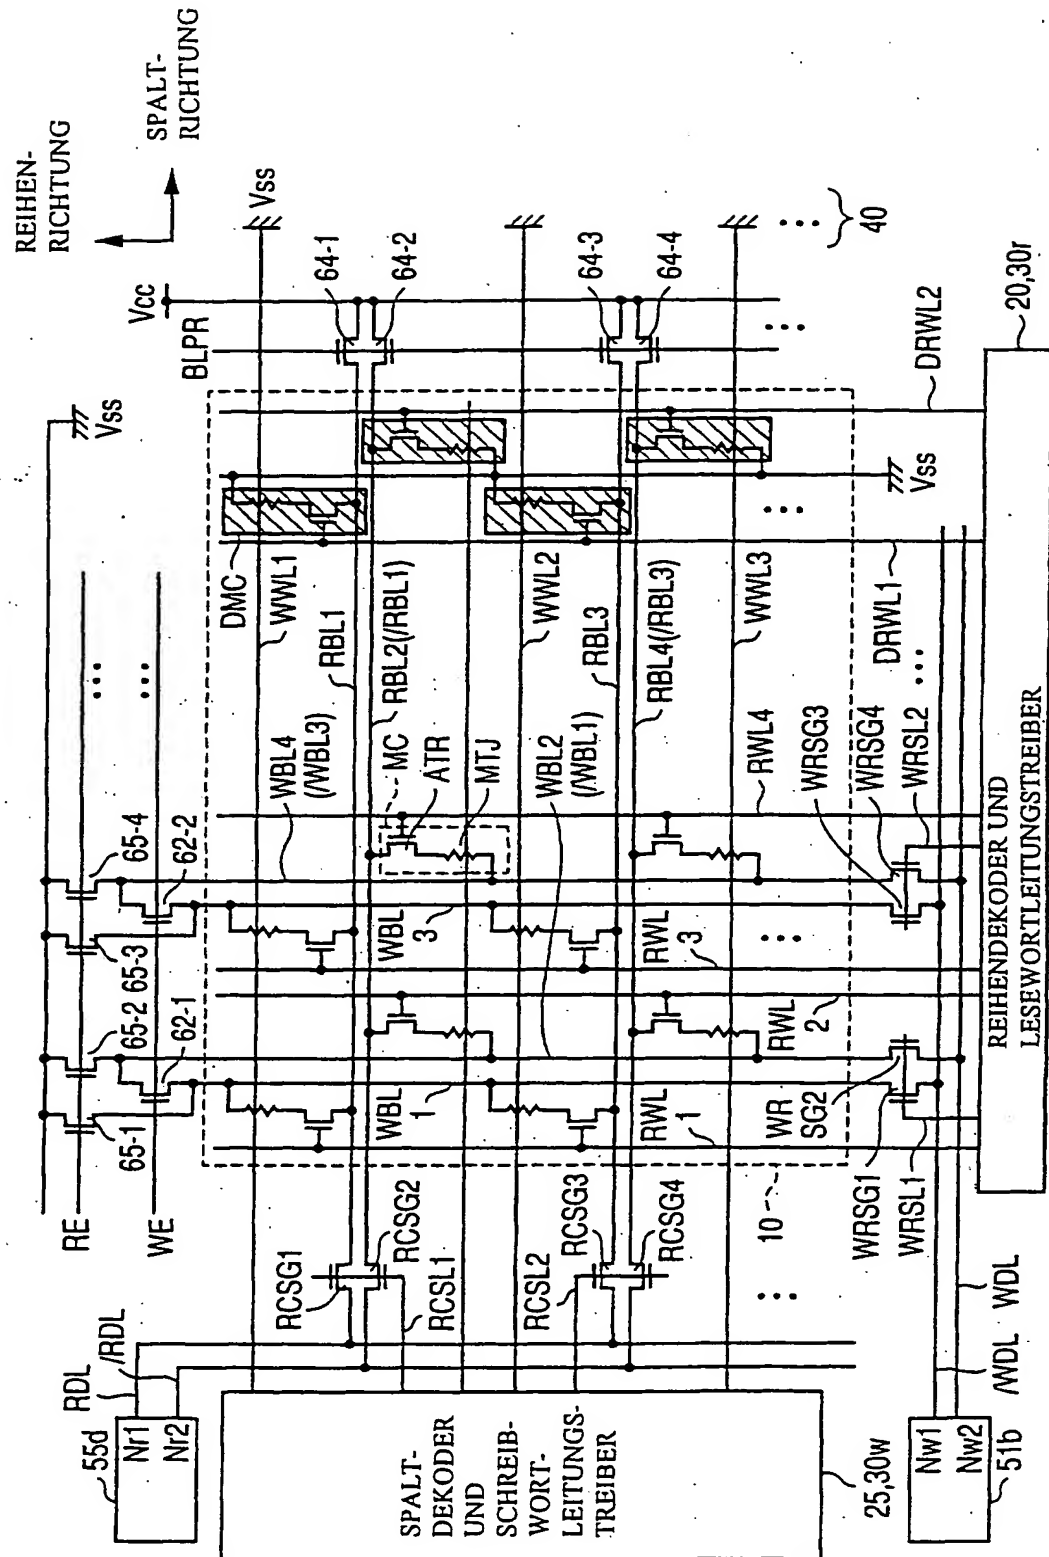 REIHEN-
RICHTUNG
SPALT-
RICHTUNG
Vcc
BLPR
Vss
64-1
64-2
64-3
64-4
40
Vss
DMC
WWL1
RBL1
RBL2(/RBL1)
WWL2
RBL3
RBL4(/RBL3)
WWL3
Vss
DRWL1
DRWL2
20,30r
WBL4
(/WBL3)
MC
ATR
MTJ
WBL2
(/WBL1)
RWL4
WRSG3
WRSG4
WRSL2
65-4
62-2
65-3
65-2
62-1
65-1
RE
WE
WBL
3
RWL
3
RWL
2
WBL
1
RWL
1
WR
SG2
WRSG1
WRSL1
10
REIHENDEKODER UND
LESEWORTLEITUNGSTREIBER
RCSG1
RCSG2
RCSL1
RCSL2
RCSG3
RCSG4
RDL
/RDL
55d
Nr1
Nr2
SPALT-
DEKODER
UND
SCHREIB-
WORT-
LEITUNGS-
TREIBER
25,30w
/WDL
WDL
Nw1
Nw2
51b